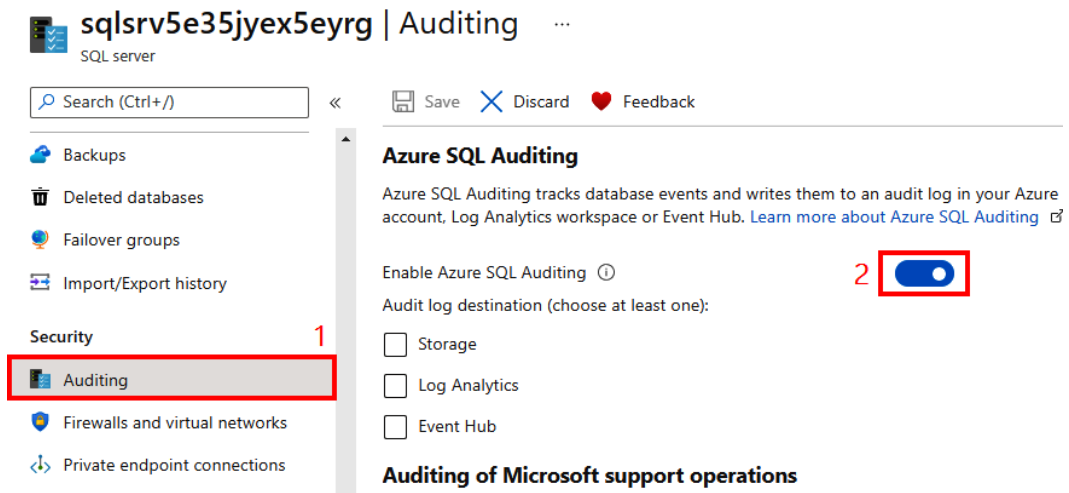 sqlsrv5e35jyex5eyrg | Auditing ...
SQL server
Search (Ctrl+/)
«
Save
Discard
Feedback
Backups
Deleted databases
Failover groups
Import/Export history
Security
1
Auditing
Firewalls and virtual networks
Private endpoint connections
Azure SQL Auditing
Azure SQL Auditing tracks database events and writes them to an audit log in your Azure
account, Log Analytics workspace or Event Hub. Learn more about Azure SQL Auditing
Enable Azure SQL Auditing
2
Audit log destination (choose at least one):
Storage
Log Analytics
Event Hub
Auditing of Microsoft support operations